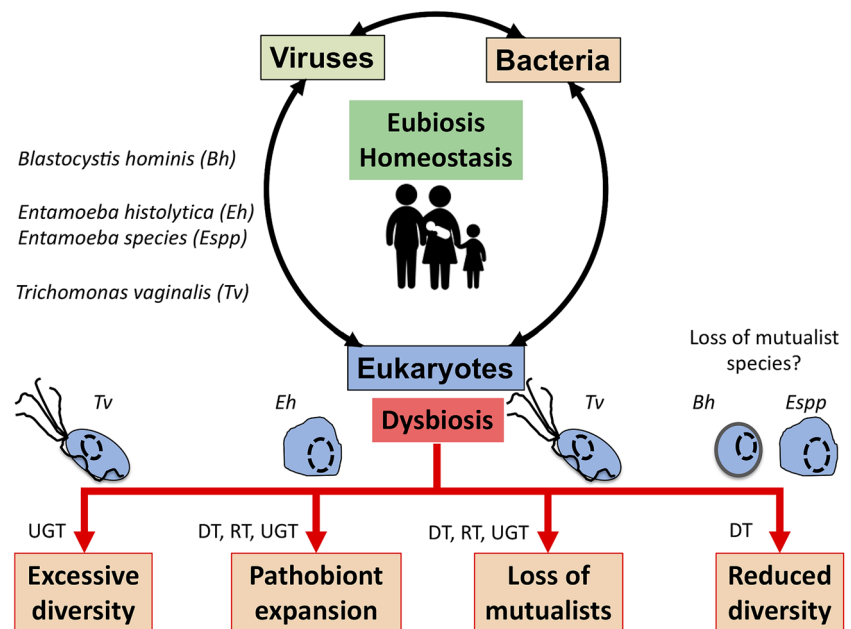 Viruses
Bacteria
Eubiosis
Homeostasis
Blastocystis hominis (Bh)
Entamoeba histolytica (Eh)
Entamoeba species (Espp)
Trichomonas vaginalis (Tv)
Eukaryotes
Loss of mutualist
species?
Tv
Eh
Dysbiosis
Tv
Bh
Espp
UGT
DT, RT, UGT
DT, RT, UGT
DT
Excessive
diversity
Pathobiont
expansion
Loss of
mutualists
Reduced
diversity